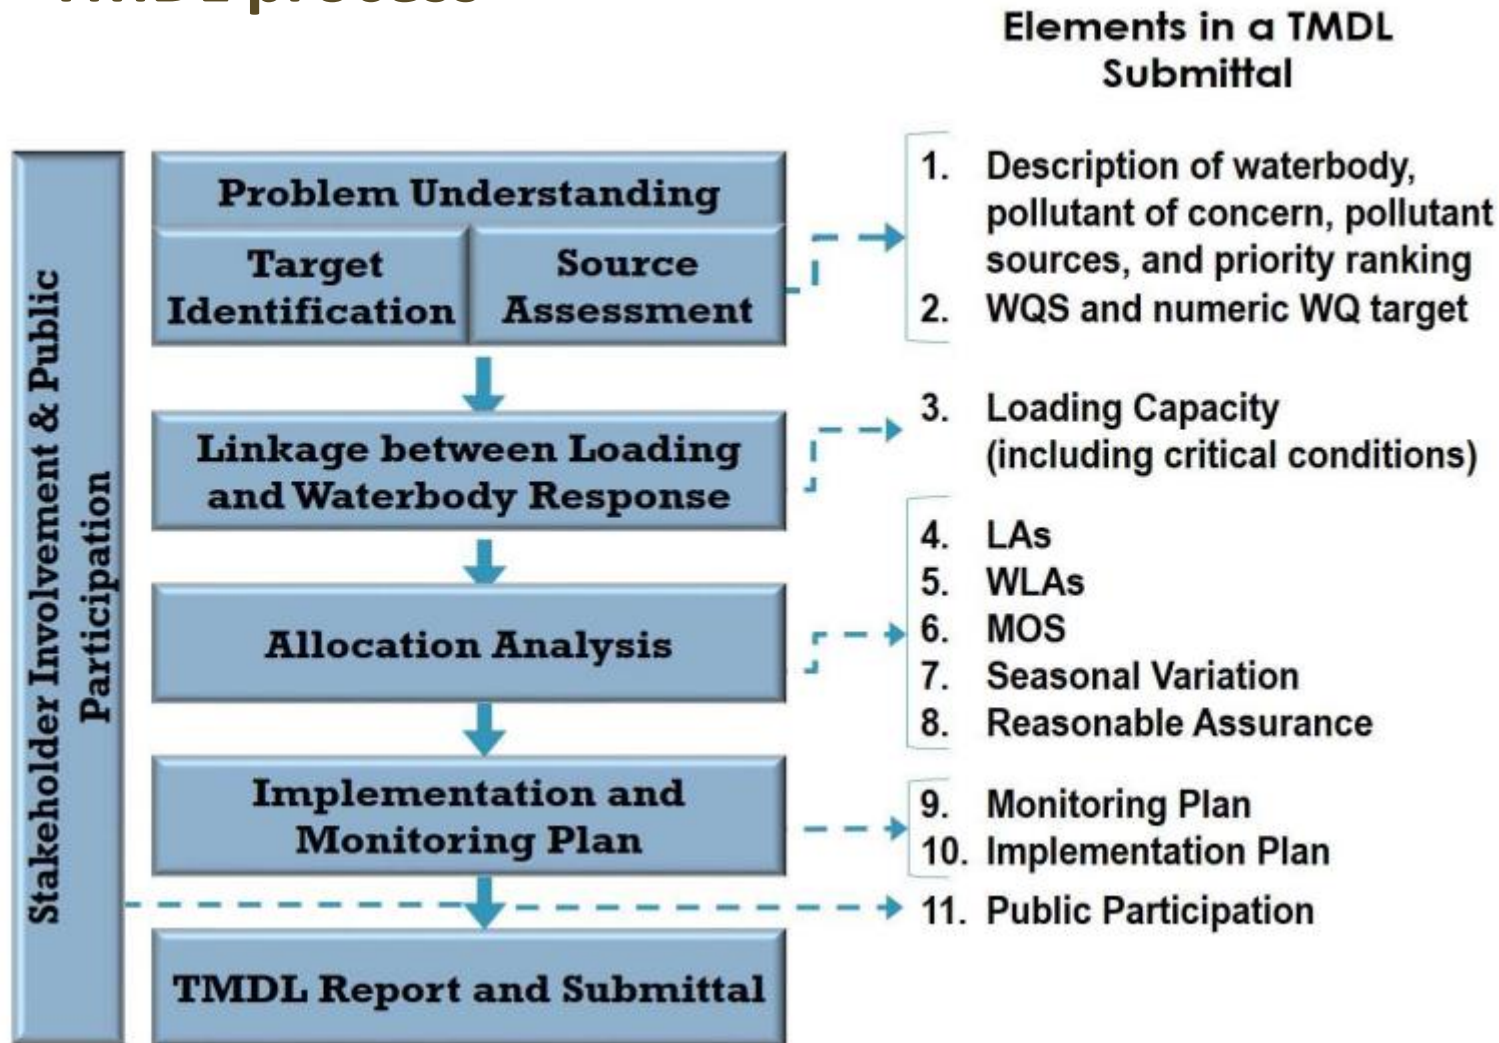 TMDL process
Elements in a TMDL
Submittal
Stakeholder Involvement & Public
Participation
Problem Understanding
Target
Identification
Source
Assessment
Linkage between Loading
and Waterbody Response
Allocation Analysis
Implementation and
Monitoring Plan
TMDL Report and Submittal
1. Description of waterbody,
pollutant of concern, pollutant
sources, and priority ranking
2. WQS and numeric WQ target
3. Loading Capacity
(including critical conditions)
4. LAs
5. WLAs
6. MOS
7. Seasonal Variation
8. Reasonable Assurance
9. Monitoring Plan
10. Implementation Plan
11. Public Participation